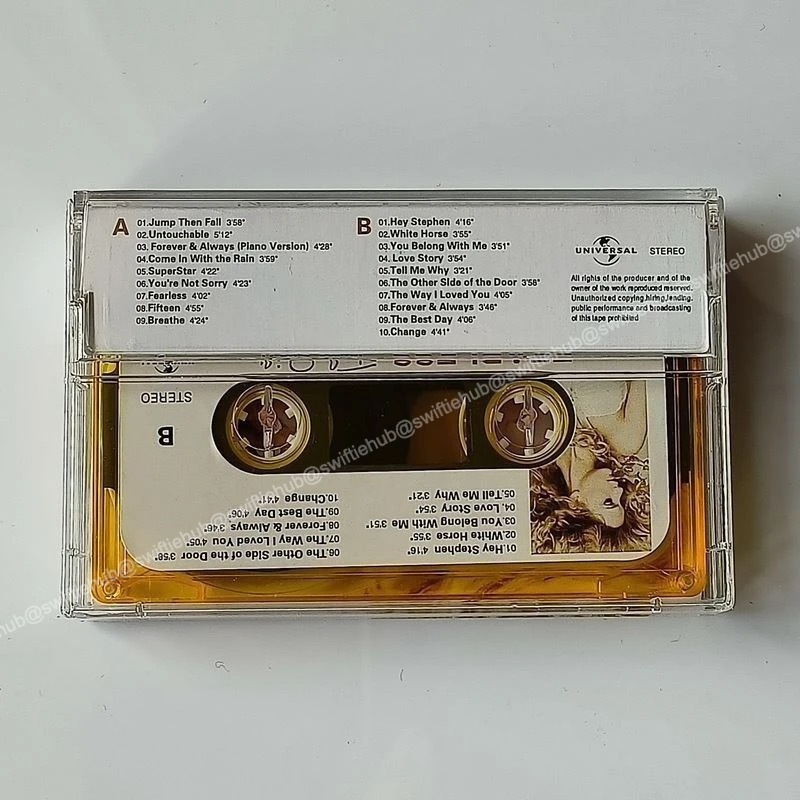 A
01.Jump Then Fall 3'58"
02.Untouchable 5'12"
03. Forever & Always (Piano Version) 4'28"
04.Come In With the Rain 3'59"
05.SuperStar 4'22"
06.You're Not Sorry 4'23"
07.Fearless 4'02"
08.Fifteen 4'55"
09.Breathe 4'24"
B
01.Hey Stephen 4'16"
02.White Horse 3'55"
03.You Belong With Me 3'51"
04. Love Story 3'54"
05.Tell Me Why 3'21"
06.The Other Side of the Door 3'58"
07.The Way I Loved You 4'05"
08.Forever & Always 3'46"
09.The Best Day 4'06"
10.Change 4'41"
UNIVERSAL STEREO
All rights of the producer and of the
owner of the work reproduced reserved.
Unauthorized copying,hiring,lending.
public performance and broadcasting
of this tape prohibited
STEREO
B
01.Hey Stephen 4'16"
02.White Horse 3'55"
03.You Belong With Me 3'51"
04. Love Story 3'54"
05.Tell Me Why 3'21"
06.The Other Side of the Door 3'58"
07.The Way I Loved You 4'05"
08.Forever & Always 3'46"
09.The Best Day 4'06"
10.Change 4'41"
swiftiehub@swiftiehub@swiftiehub@swiftiehub@swiftiehub